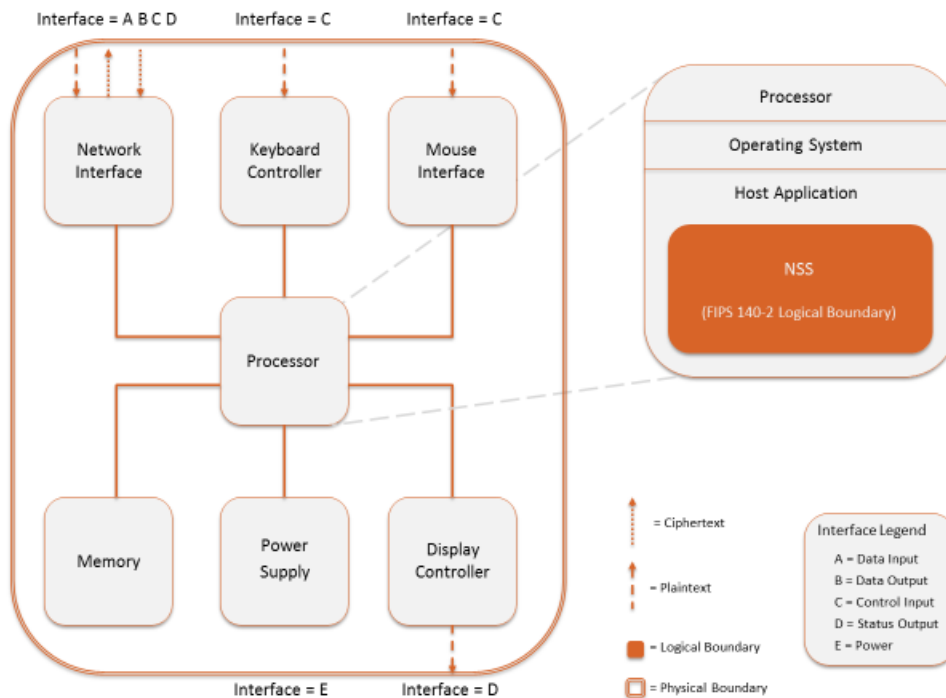 Interface = A B C D
Interface = C
Interface = C
Network
Interface
Keyboard
Controller
Mouse
Interface
Processor
Memory
Power
Supply
Display
Controller
Interface = E
Interface = D
Processor
Operating System
Host Application
NSS
(FIPS 140-2 Logical Boundary)
= Ciphertext
= Plaintext
= Logical Boundary
= Physical Boundary
Interface Legend
A = Data Input
B = Data Output
C = Control Input
D = Status Output
E = Power